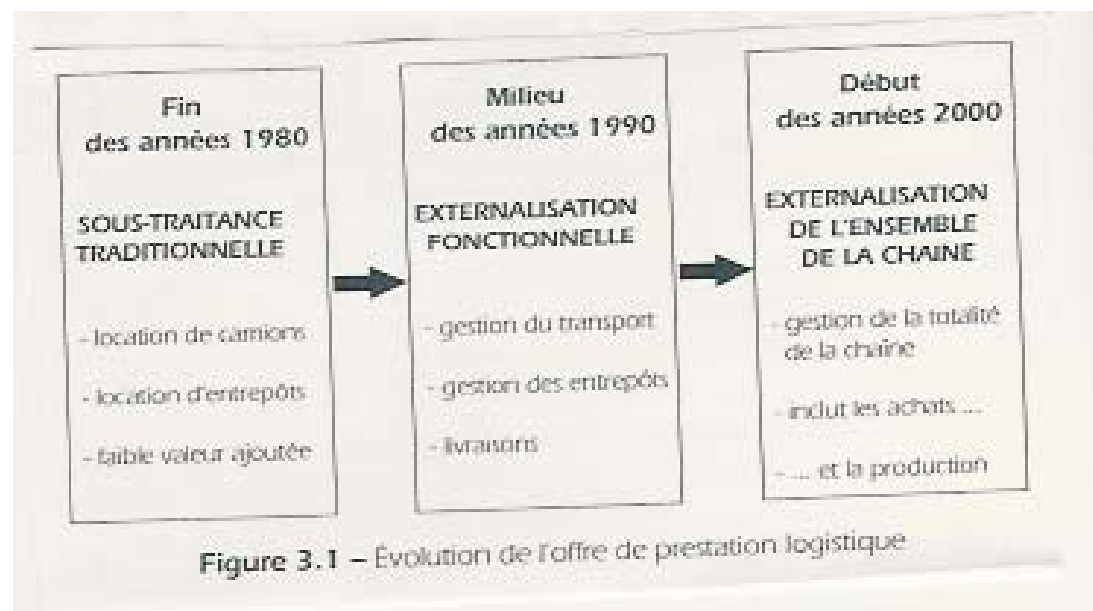 Fin
des années 1980
SOUS-TRAITANCE
TRADITIONNELLE
- location de camions
- location d'entrepôts
- faible valeur ajoutée
Milieu
des années 1990
EXTERNALISATION
FONCTIONNELLE
- gestion du transport
- gestion des entrepôts
- livraisons
Début
des années 2000
EXTERNALISATION
DE L'ENSEMBLE
DE LA CHAINE
- gestion de la totalité
de la chaîne
- inclut les achats ...
- ... et la production
Figure 3.1 – Évolution de l'offre de prestation logistique